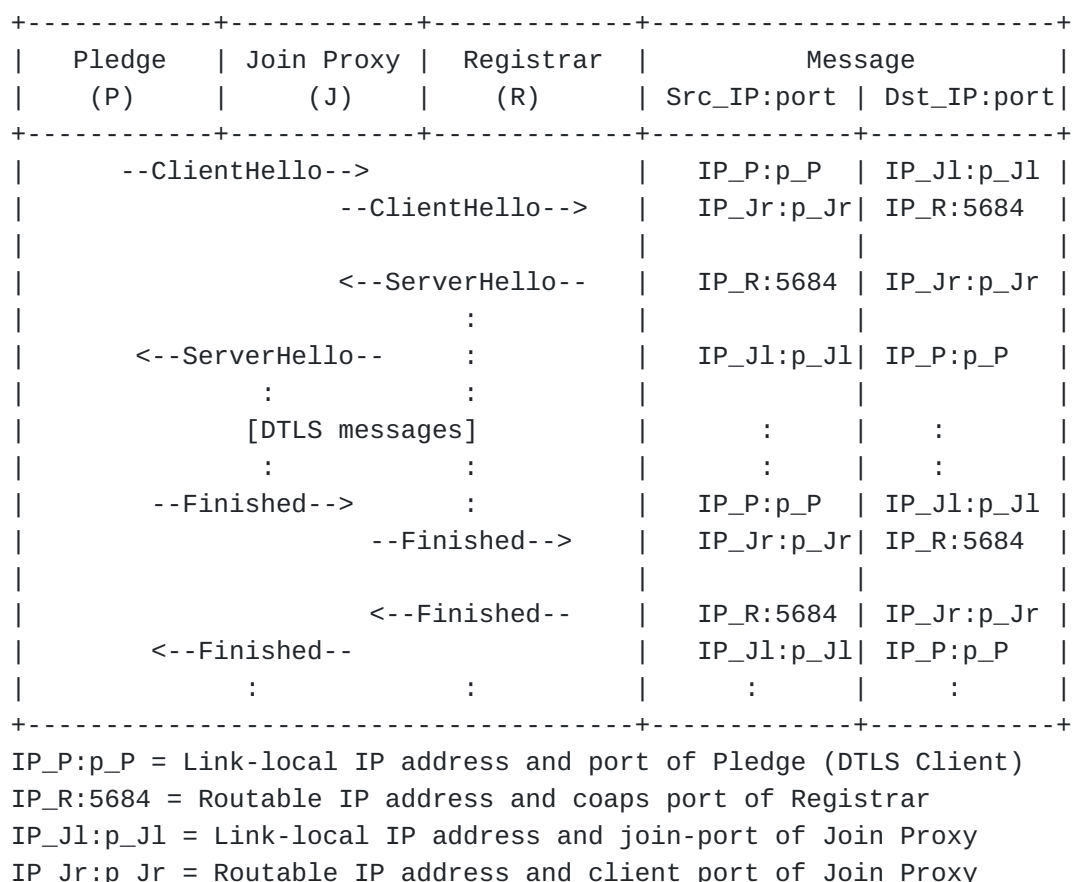 +------------+------------+-------------+--------------------------+
|   Pledge   | Join Proxy |  Registrar  |          Message         |
|    (P)     |     (J)    |    (R)      | Src_IP:port | Dst_IP:port|
+------------+------------+-------------+-------------+------------+
|      --ClientHello-->                 |   IP_P:p_P  | IP_Jl:p_Jl |
|                    --ClientHello-->   |   IP_Jr:p_Jr| IP_R:5684  |
|                                       |             |            |
|                    <--ServerHello--   |   IP_R:5684 | IP_Jr:p_Jr |
|                            :          |             |            |
|       <--ServerHello--     :          |   IP_Jl:p_Jl| IP_P:p_P   |
|               :            :          |             |            |
|              [DTLS messages]          |       :     |    :       |
|               :            :          |       :     |    :       |
|        --Finished-->       :          |   IP_P:p_P  | IP_Jl:p_Jl |
|                      --Finished-->    |   IP_Jr:p_Jr| IP_R:5684  |
|                                       |             |            |
|                      <--Finished--    |   IP_R:5684 | IP_Jr:p_Jr |
|        <--Finished--                  |   IP_Jl:p_Jl| IP_P:p_P   |
|              :             :          |      :      |     :      |
+---------------------------------------+-------------+------------+
IP_P:p_P = Link-local IP address and port of Pledge (DTLS Client)
IP_R:5684 = Routable IP address and coaps port of Registrar
IP_Jl:p_Jl = Link-local IP address and join-port of Join Proxy
IP_Jr:p_Jr = Routable IP address and client port of Join Proxy